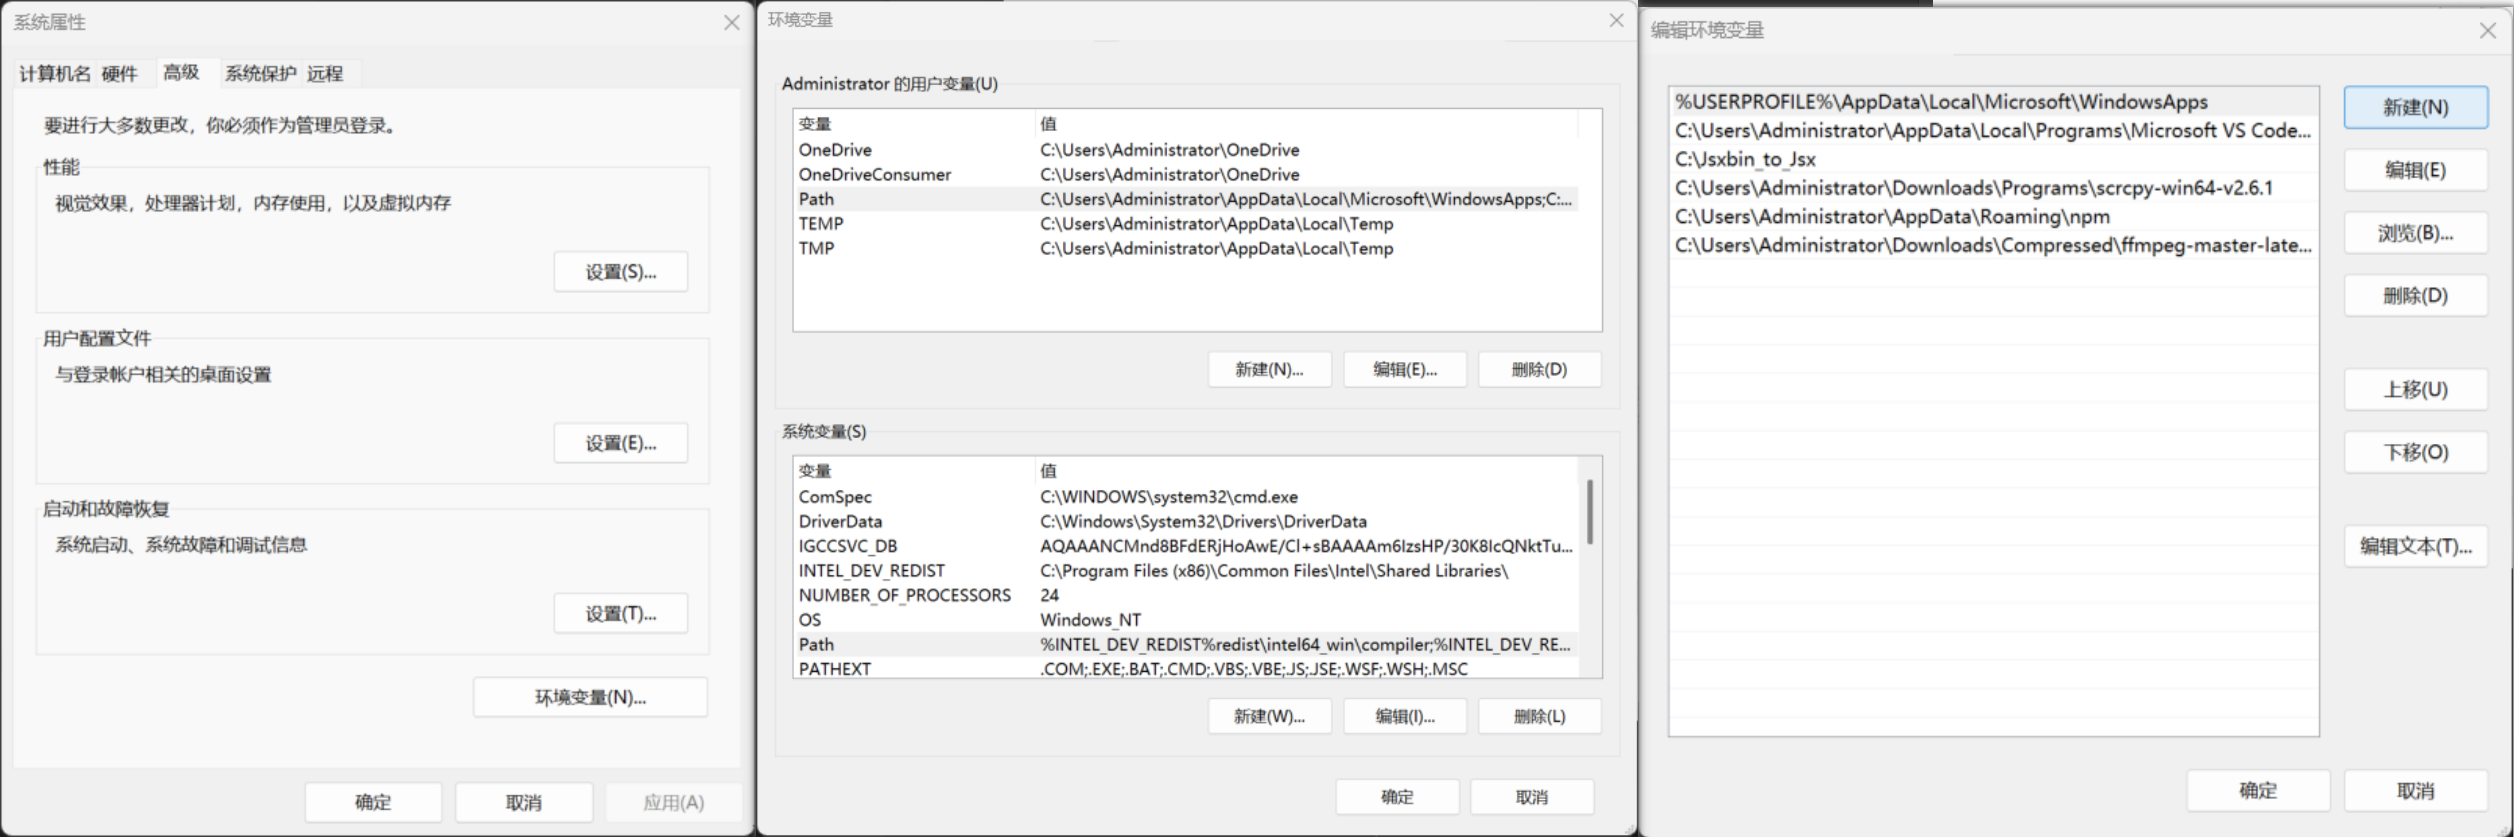 系统属性
计算机名 硬件 高级 系统保护 远程
要进行大多数更改，你必须作为管理员登录。
性能
视觉效果，处理器计划，内存使用，以及虚拟内存
设置(S)...
用户配置文件
与登录帐户相关的桌面设置
设置(E)...
启动和故障恢复
系统启动、系统故障和调试信息
设置(T)...
环境变量(N)...
确定 取消 应用(A)
环境变量
Administrator 的用户变量(U)
变量 值
OneDrive C:\Users\Administrator\OneDrive
OneDriveConsumer C:\Users\Administrator\OneDrive
Path C:\Users\Administrator\AppData\Local\Microsoft\WindowsApps;C:...
TEMP C:\Users\Administrator\AppData\Local\Temp
TMP C:\Users\Administrator\AppData\Local\Temp
新建(N)... 编辑(E)... 删除(D)
系统变量(S)
变量 值
ComSpec C:\WINDOWS\system32\cmd.exe
DriverData C:\Windows\System32\Drivers\DriverData
IGCCSVC_DB AQAAANCMnd8BFdERjHoAwE/Cl+sBAAAAm6IzsHP/30K8IcQNktTu...
INTEL_DEV_REDIST C:\Program Files (x86)\Common Files\Intel\Shared Libraries\
NUMBER_OF_PROCESSORS 24
OS Windows_NT
Path %INTEL_DEV_REDIST%redist\intel64_win\compiler;%INTEL_DEV_RE...
PATHEXT .COM;.EXE;.BAT;.CMD;.VBS;.VBE;.JS;.JSE;.WSF;.WSH;.MSC
新建(W)... 编辑(I)... 删除(L)
确定 取消
编辑环境变量
%USERPROFILE%\AppData\Local\Microsoft\WindowsApps
C:\Users\Administrator\AppData\Local\Programs\Microsoft VS Code...
C:\Jsxbin_to_Jsx
C:\Users\Administrator\Downloads\Programs\scrcpy-win64-v2.6.1
C:\Users\Administrator\AppData\Roaming\npm
C:\Users\Administrator\Downloads\Compressed\ffmpeg-master-late...
新建(N)
编辑(E)
浏览(B)...
删除(D)
上移(U)
下移(O)
编辑文本(T)...
确定 取消